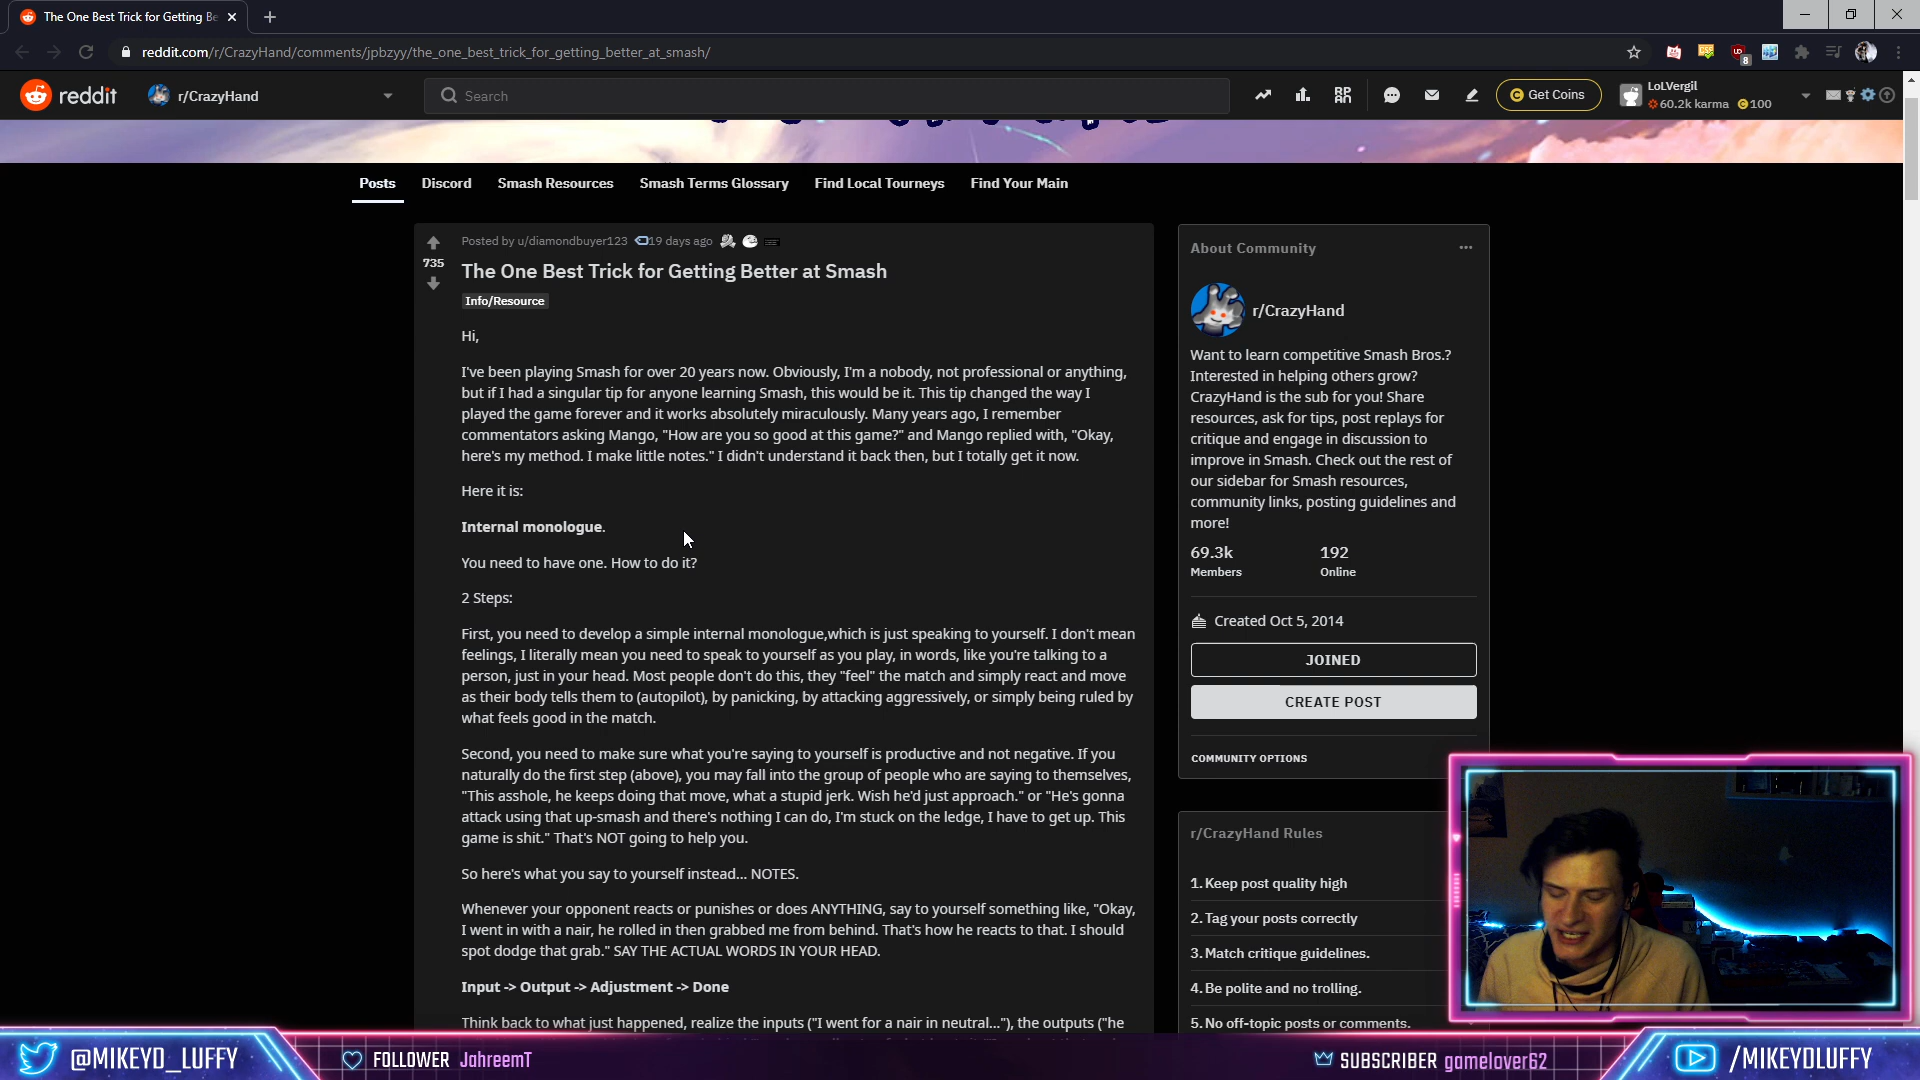 The One Best Trick for Getting Be
reddit.com/r/CrazyHand/comments/jpbzyy/the_one_best_trick_for_getting_better_at_smash/
8
reddit
r/CrazyHand
Search
Get Coins
LoLVergil
60.2k karma 100
Posts
Discord
Smash Resources
Smash Terms Glossary
Find Local Tourneys
Find Your Main
735
Posted by u/diamondbuyer123 19 days ago
The One Best Trick for Getting Better at Smash
Info/Resource
Hi,
I've been playing Smash for over 20 years now. Obviously, I'm a nobody, not professional or anything,
but if I had a singular tip for anyone learning Smash, this would be it. This tip changed the way I
played the game forever and it works absolutely miraculously. Many years ago, I remember
commentators asking Mango, "How are you so good at this game?" and Mango replied with, "Okay,
here's my method. I make little notes." I didn't understand it back then, but I totally get it now.
Here it is:
Internal monologue.
You need to have one. How to do it?
2 Steps:
First, you need to develop a simple internal monologue,which is just speaking to yourself. I don't mean
feelings, I literally mean you need to speak to yourself as you play, in words, like you're talking to a
person, just in your head. Most people don't do this, they "feel" the match and simply react and move
as their body tells them to (autopilot), by panicking, by attacking aggressively, or simply being ruled by
what feels good in the match.
Second, you need to make sure what you're saying to yourself is productive and not negative. If you
naturally do the first step (above), you may fall into the group of people who are saying to themselves,
"This asshole, he keeps doing that move, what a stupid jerk. Wish he'd just approach." or "He's gonna
attack using that up-smash and there's nothing I can do, I'm stuck on the ledge, I have to get up. This
game is shit." That's NOT going to help you.
So here's what you say to yourself instead... NOTES.
Whenever your opponent reacts or punishes or does ANYTHING, say to yourself something like, "Okay,
I went in with a nair, he rolled in then grabbed me from behind. That's how he reacts to that. I should
spot dodge that grab." SAY THE ACTUAL WORDS IN YOUR HEAD.
Input -> Output -> Adjustment -> Done
Think back to what just happened, realize the inputs ("I went for a nair in neutral..."), the outputs ("he
About Community
r/CrazyHand
Want to learn competitive Smash Bros.?
Interested in helping others grow?
CrazyHand is the sub for you! Share
resources, ask for tips, post replays for
critique and engage in discussion to
improve in Smash. Check out the rest of
our sidebar for Smash resources,
community links, posting guidelines and
more!
69.3k
Members
192
Online
Created Oct 5, 2014
JOINED
CREATE POST
COMMUNITY OPTIONS
r/CrazyHand Rules
1. Keep post quality high
2. Tag your posts correctly
3. Match critique guidelines.
4. Be polite and no trolling.
5. No off-topic posts or comments.
@MIKEYD_LUFFY
FOLLOWER JahreemT
SUBSCRIBER gamelover62
/MIKEYDLUFFY